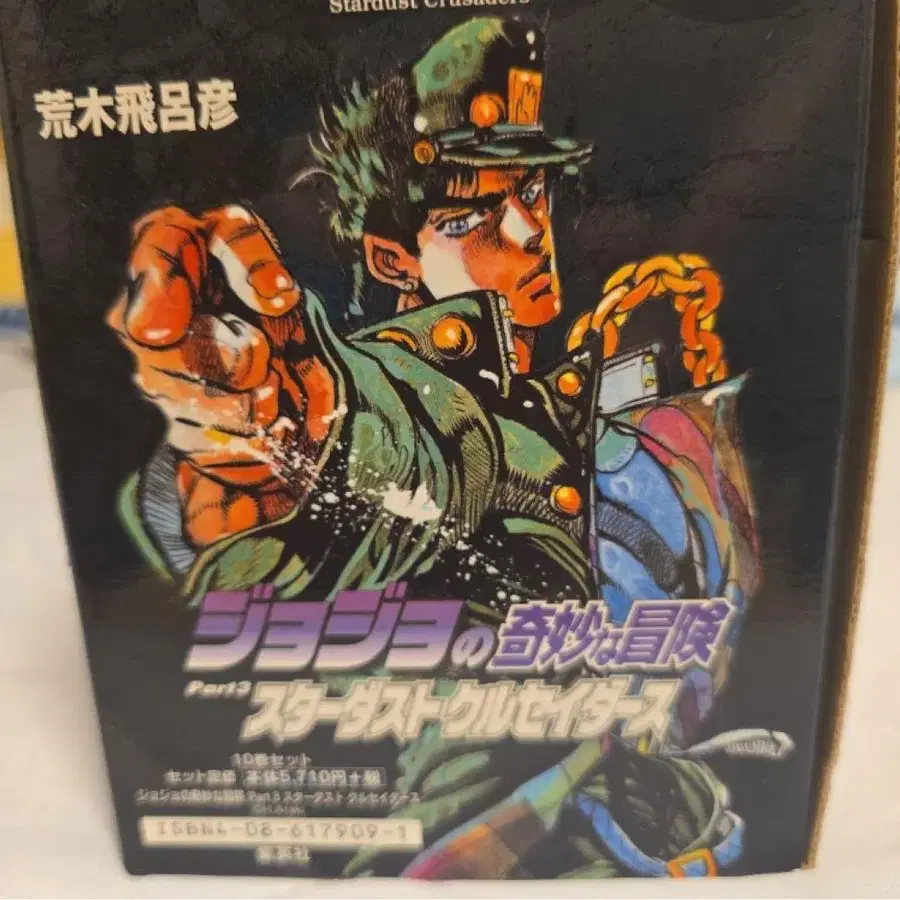 Stardust Crusaders
荒木飛呂彦
ジョジョの奇妙な冒険
Part3
スターダストクルセイダース
10巻セット
セット定価 本体5,710円+税
ジョジョの奇妙な冒険 Part 3 スターダスト クルセイダース
ISBN4-08-617909-1
集英社